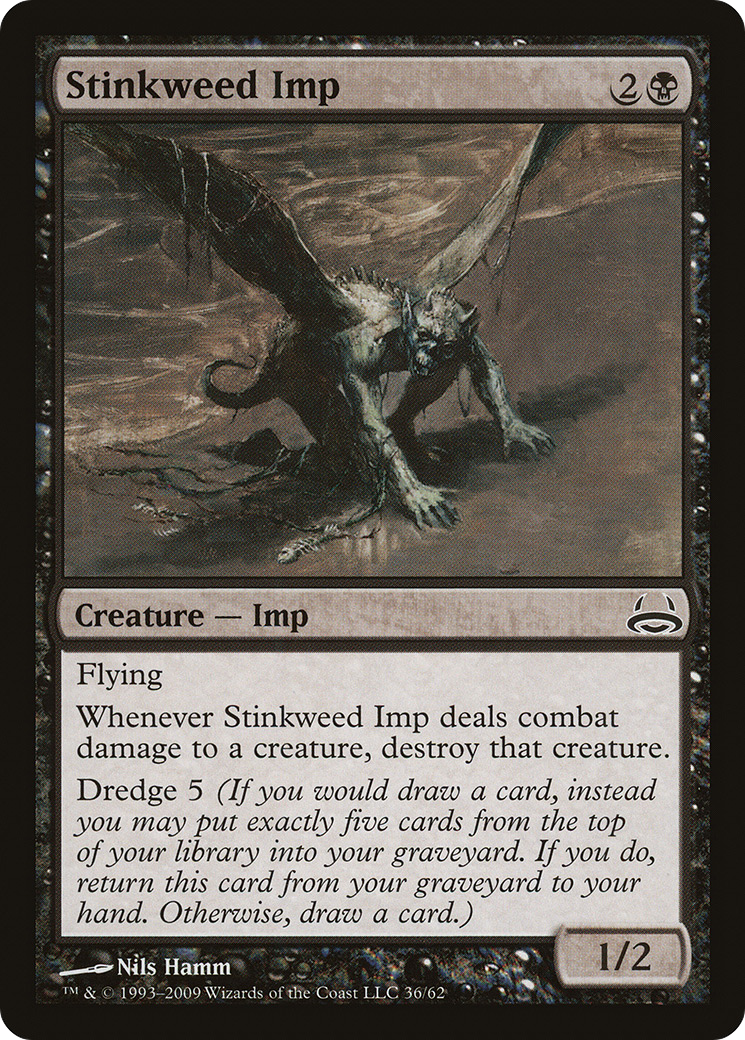 Stinkweed Imp 2
Creature — Imp
Flying
Whenever Stinkweed Imp deals combat
damage to a creature, destroy that creature.
Dredge 5 (If you would draw a card, instead
you may put exactly five cards from the top
of your library into your graveyard. If you do,
return this card from your graveyard to your
hand. Otherwise, draw a card.)
1/2
Nils Hamm
™ & © 1993–2009 Wizards of the Coast LLC 36/62